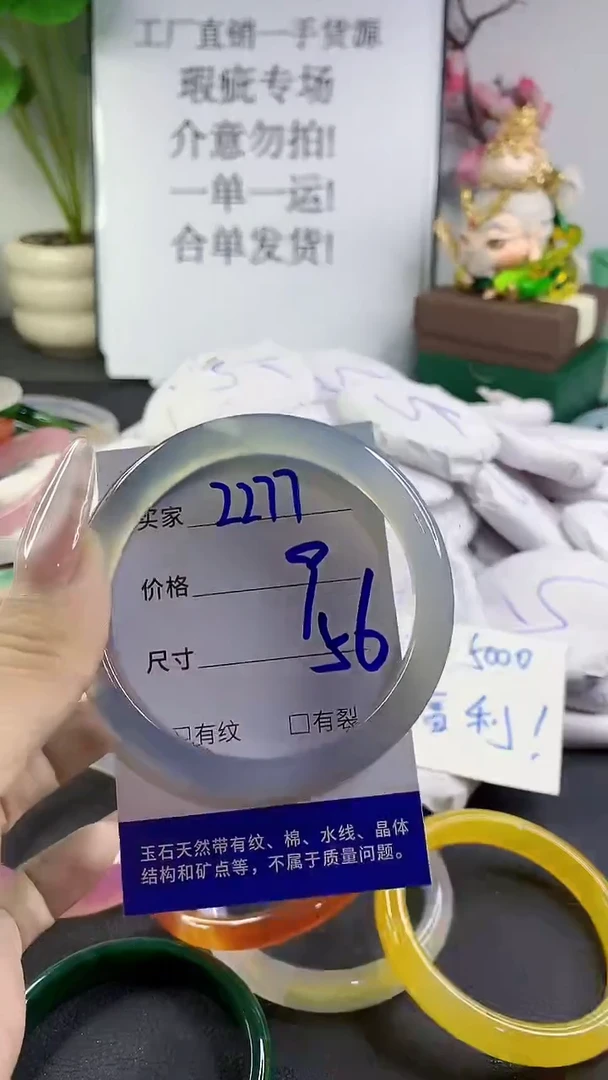 工厂直销一手货源
瑕疵专场
介意勿拍!
一单一运!
合单发货!
买家 2277
价格 9
尺寸 56
□有纹 □有裂
5000
福利!
玉石天然带有纹、棉、水线、晶体
结构和矿点等，不属于质量问题。